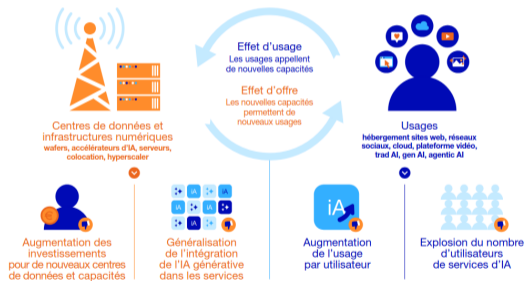 Effet d'usage
Les usages appellent
de nouvelles capacités
Effet d'offre
Les nouvelles capacités
permettent de
nouveaux usages
Centres de données et
infrastructures numériques
wafers, accélérateurs d'IA, serveurs,
colocation, hyperscaler
Usages
hébergement sites web, réseaux
sociaux, cloud, plateforme vidéo,
trad AI, gen AI, agentic AI
iA
iA
iA
iA
iA
Augmentation des
investissements
pour de nouveaux centres
de données et capacités
Généralisation
de l'intégration
de l'IA générative
dans les services
Augmentation
de l'usage
par utilisateur
Explosion du nombre
d'utilisateurs
de services d'IA